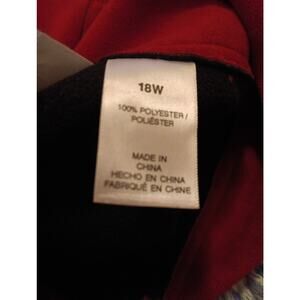 18W
100% POLYESTER /
POLIÉSTER
MADE IN
CHINA
HECHO EN CHINA
FABRIQUÉ EN CHINE